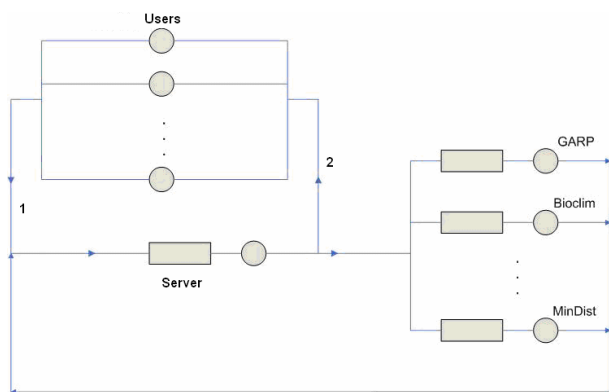 Users
GARP
2
Bioclim
1
Server
MinDist